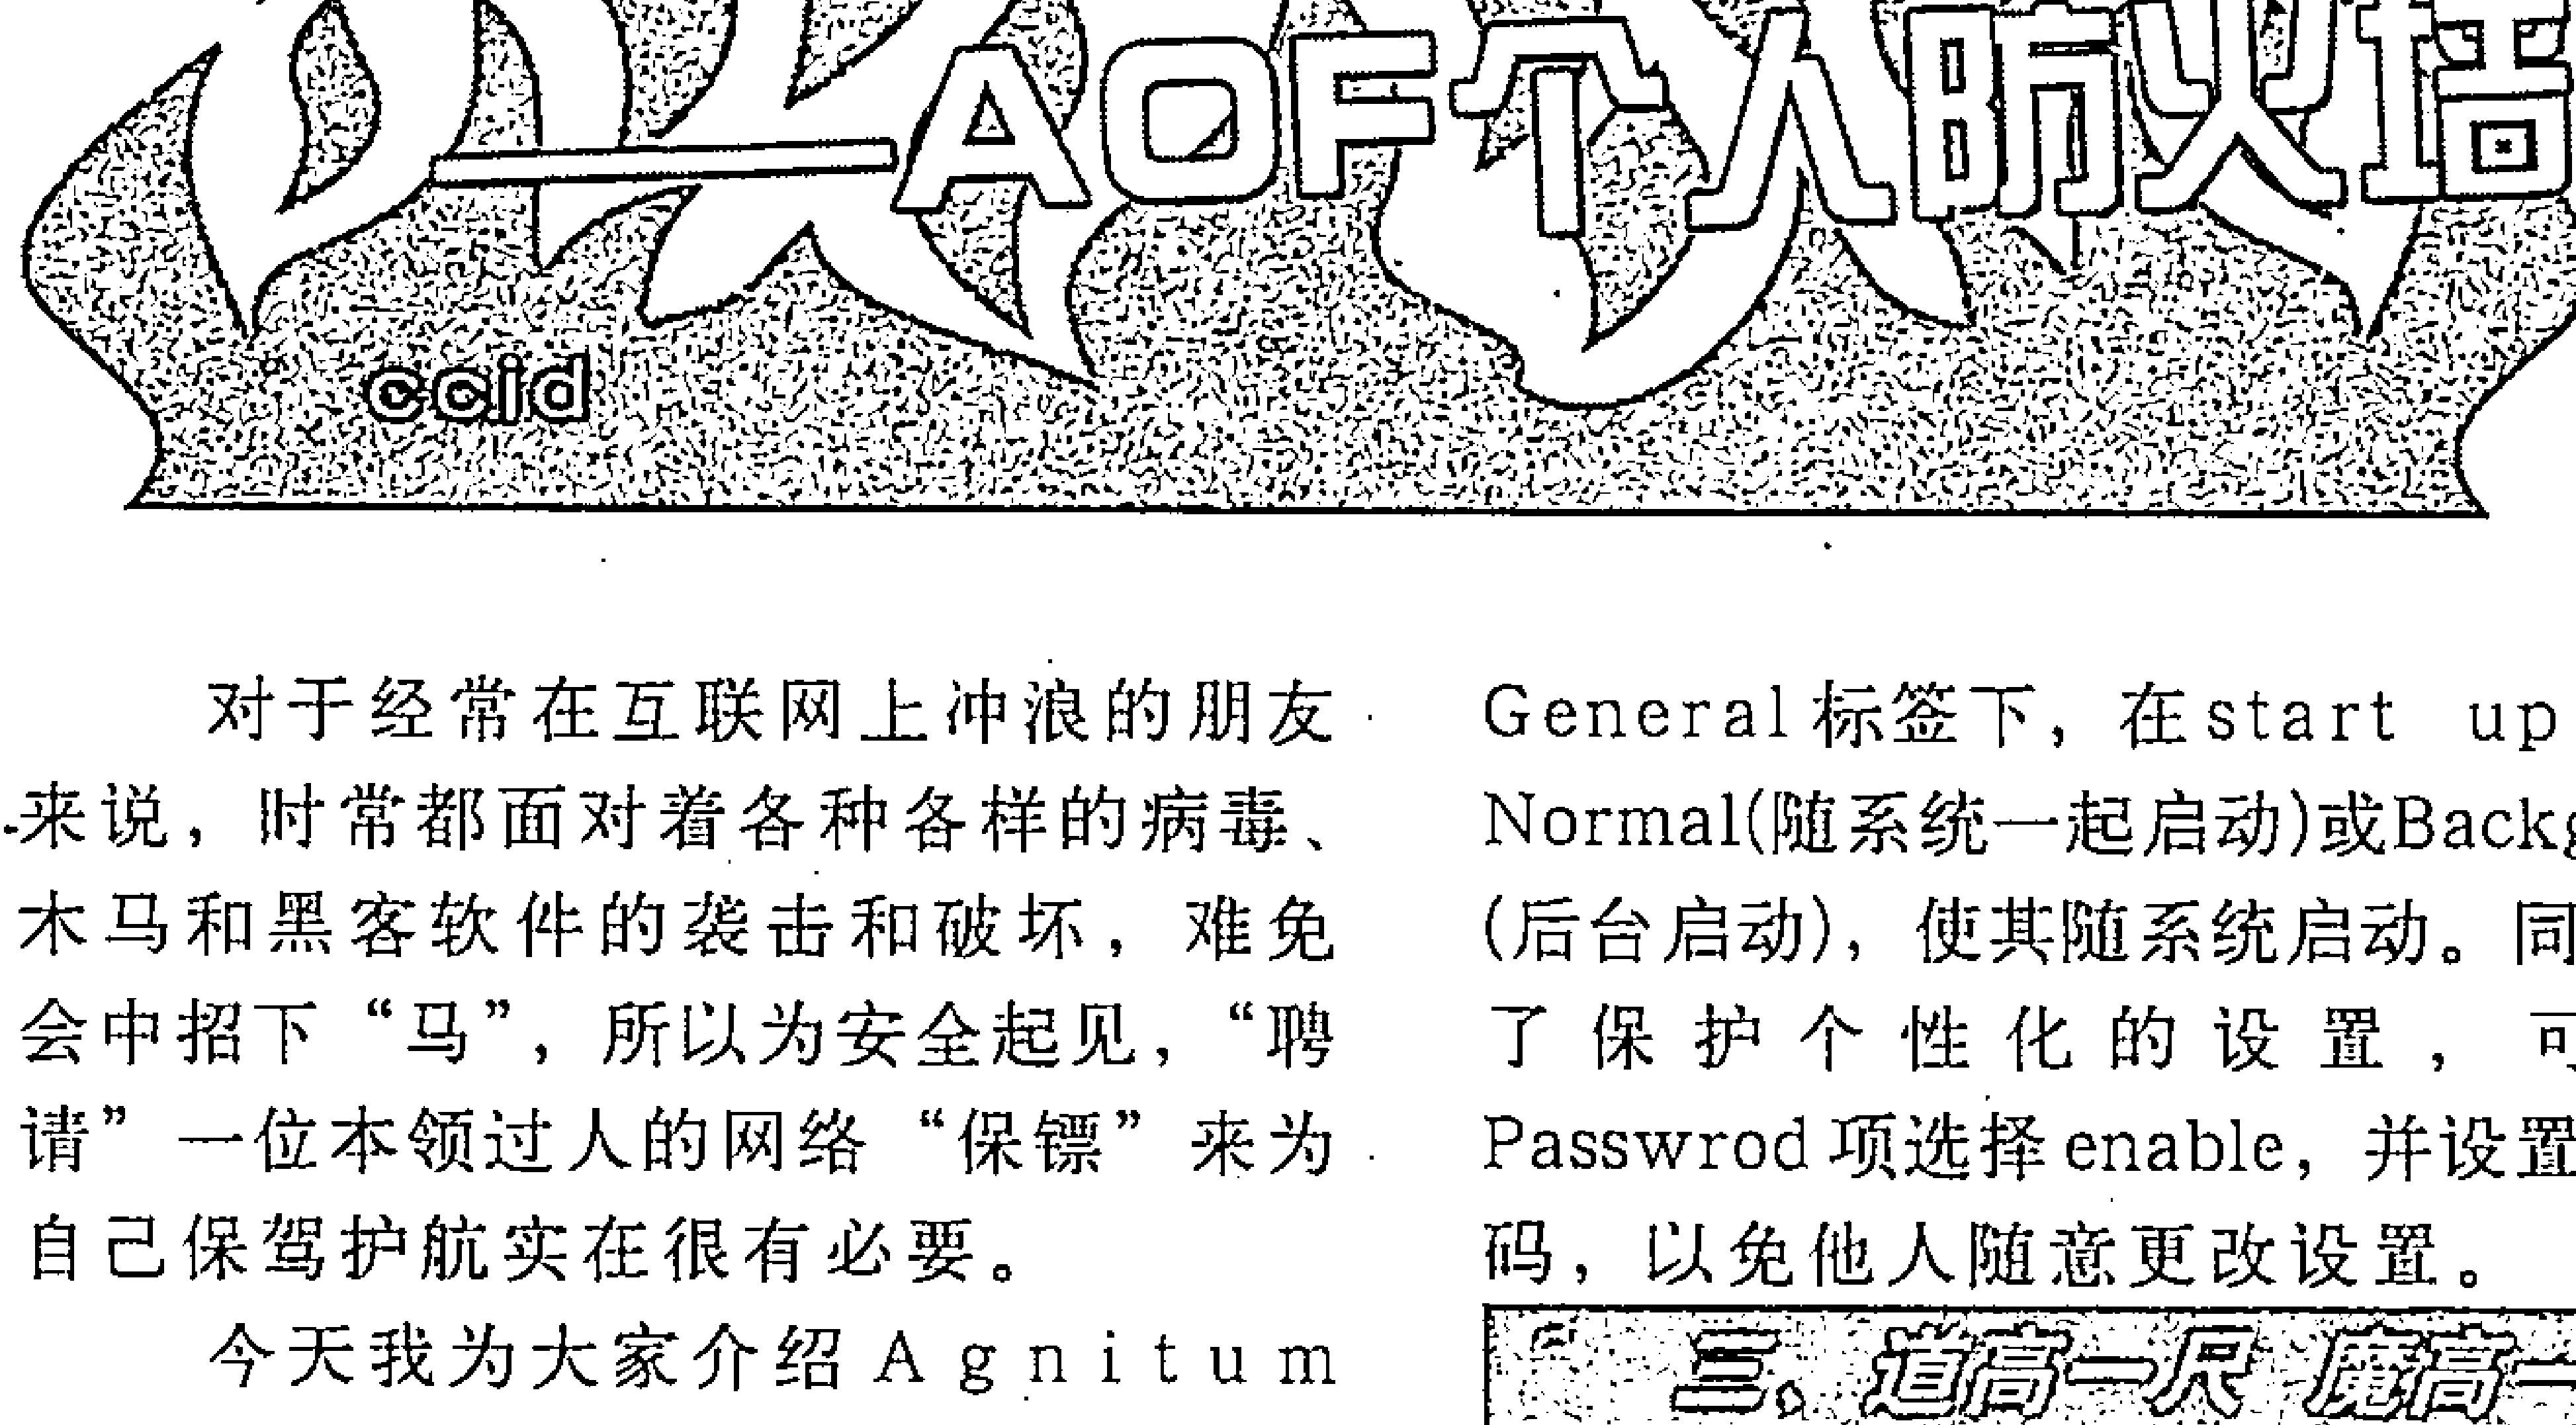 ——AOF个人防火墙
ccid
对于经常在互联网上冲浪的朋友
来说，时常都面对着各种各样的病毒、
木马和黑客软件的袭击和破坏，难免
会中招下“马”，所以为安全起见，“聘
请”一位本领过人的网络“保镖”来为
自己保驾护航实在很有必要。
今天我为大家介绍 Agnitum
General标签下，在start up
Normal(随系统一起启动)或Backg
(后台启动)，使其随系统启动。同
了保护个性化的设置，可
Passwrod项选择enable，并设置
码，以免他人随意更改设置。
三、道高一尺 魔高一